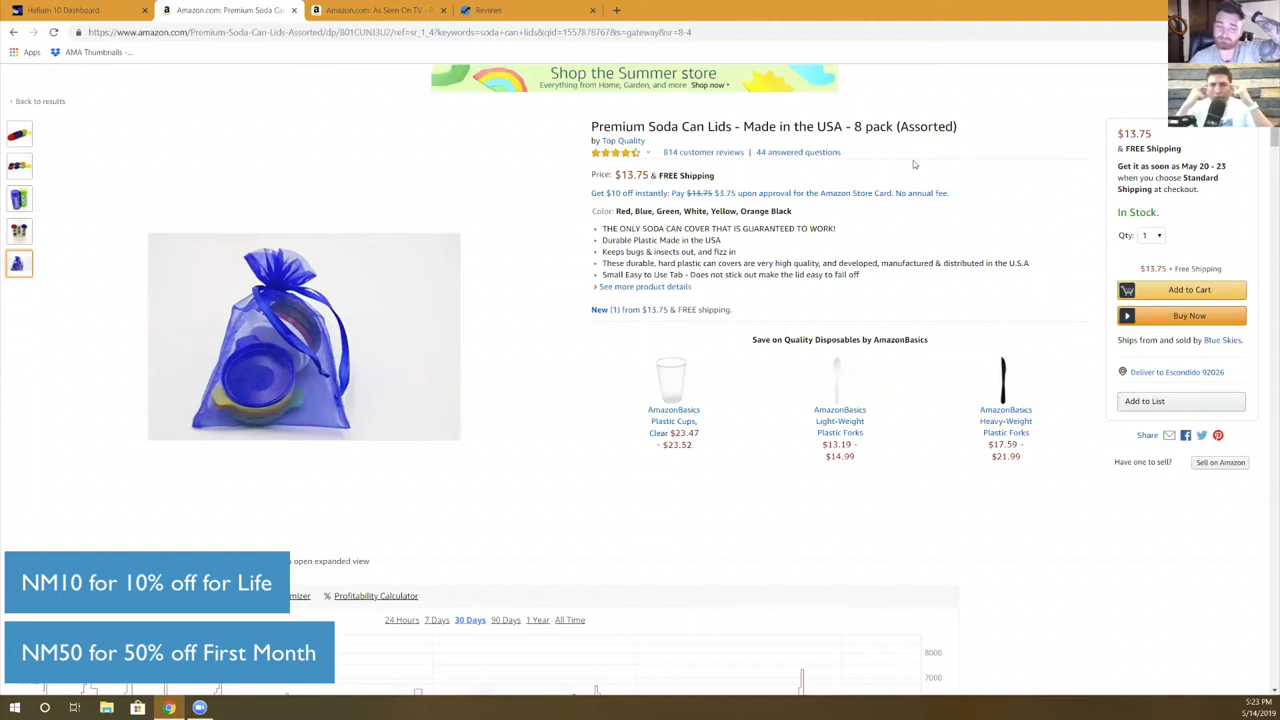 Helium 10 Dashboard
Amazon.com: Premium Soda Ca
Amazon.com: As Seen On TV -
Reviews
https://www.amazon.com/Premium-Soda-Can-Lids-Assorted/dp/B01CUNJ3U2/ref=sr_1_4?keywords=soda+can+lids&qid=1557878767&s=gateway&sr=8-4
Apps
AMA Thumbnails -...
Shop the Summer store
Everything from Home, Garden, and more Shop now ›
‹ Back to results
Premium Soda Can Lids - Made in the USA - 8 pack (Assorted)
by Top Quality
814 customer reviews | 44 answered questions
Price: $13.75 & FREE Shipping
Get $10 off instantly: Pay $13.75 $3.75 upon approval for the Amazon Store Card. No annual fee.
Color: Red, Blue, Green, White, Yellow, Orange Black
• THE ONLY SODA CAN COVER THAT IS GUARANTEED TO WORK!
• Durable Plastic Made in the USA
• Keeps bugs & insects out, and fizz in
• These durable, hard plastic can covers are very high quality, and developed, manufactured & distributed in the U.S.A
• Small Easy to Use Tab - Does not stick out make the lid easy to fall off
› See more product details
New (1) from $13.75 & FREE shipping.
Save on Quality Disposables by AmazonBasics
AmazonBasics
Plastic Cups,
Clear $23.47
- $23.52
AmazonBasics
Light-Weight
Plastic Forks
$13.19 -
$14.99
AmazonBasics
Heavy-Weight
Plastic Forks
$17.59 -
$21.99
$13.75
& FREE Shipping
Get it as soon as May 20 - 23
when you choose Standard
Shipping at checkout.
In Stock.
Qty: 1
$13.75 + Free Shipping
Add to Cart
Buy Now
Ships from and sold by Blue Skies.
Deliver to Escondido 92026
Add to List
Share
Have one to sell? Sell on Amazon
open expanded view
Profitability Calculator
24 Hours 7 Days 30 Days 90 Days 1 Year All Time
8000
7000
NM10 for 10% off for Life
NM50 for 50% off First Month
5:23 PM
5/14/2019